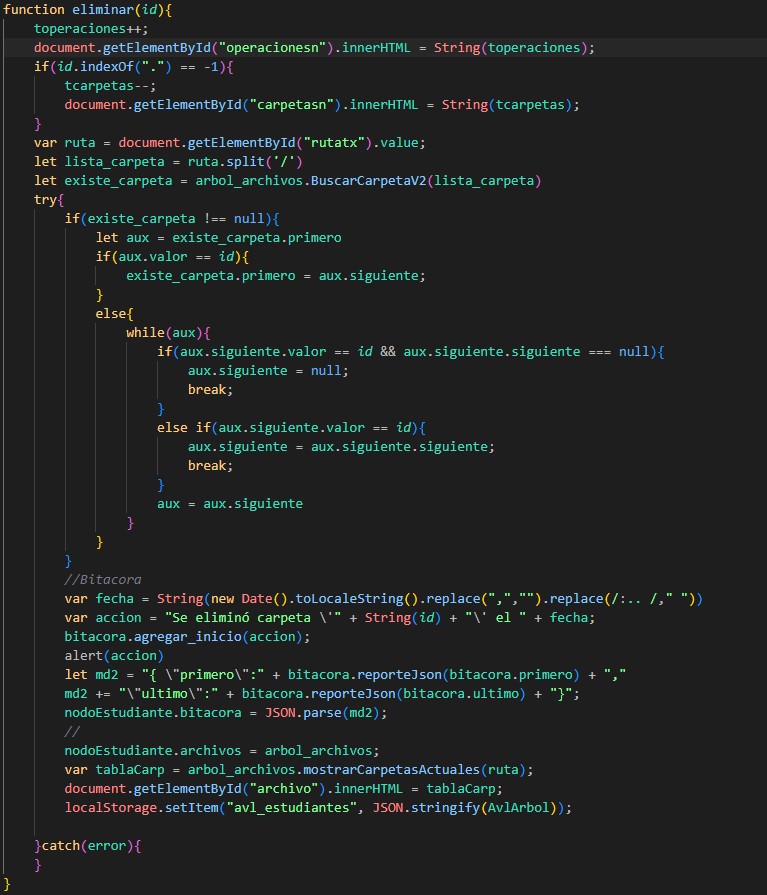 function eliminar(id){
    toperaciones++;
    document.getElementById("operacionesn").innerHTML = String(toperaciones);
    if(id.indexOf(".") == -1){
        tcarpetas--;
        document.getElementById("carpetasn").innerHTML = String(tcarpetas);
    }
    var ruta = document.getElementById("rutatx").value;
    let lista_carpeta = ruta.split('/')
    let existe_carpeta = arbol_archivos.BuscarCarpetaV2(lista_carpeta)
    try{
        if(existe_carpeta !== null){
            let aux = existe_carpeta.primero
            if(aux.valor == id){
                existe_carpeta.primero = aux.siguiente;
            }
            else{
                while(aux){
                    if(aux.siguiente.valor == id && aux.siguiente.siguiente === null){
                        aux.siguiente = null;
                        break;
                    }
                    else if(aux.siguiente.valor == id){
                        aux.siguiente = aux.siguiente.siguiente;
                        break;
                    }
                    aux = aux.siguiente
                }
            }
        }
        //Bitacora
        var fecha = String(new Date().toLocaleString().replace(",","").replace(/:.. /," "))
        var accion = "Se eliminó carpeta \'" + String(id) + "\' el " + fecha;
        bitacora.agregar_inicio(accion);
        alert(accion)
        let md2 = "{ \"primero\":" + bitacora.reporteJson(bitacora.primero) + ","
        md2 += "\"ultimo\":" + bitacora.reporteJson(bitacora.ultimo) + "}";
        nodoEstudiante.bitacora = JSON.parse(md2);
        //
        nodoEstudiante.archivos = arbol_archivos;
        var tablaCarp = arbol_archivos.mostrarCarpetasActuales(ruta);
        document.getElementById("archivo").innerHTML = tablaCarp;
        localStorage.setItem("avl_estudiantes", JSON.stringify(AvlArbol));

    }catch(error){
    }
}